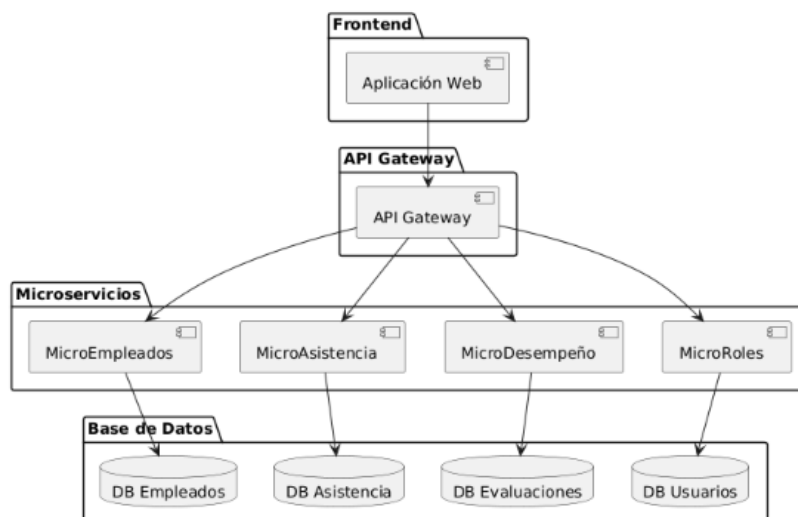 Frontend
Aplicación Web
API Gateway
API Gateway
Microservicios
MicroEmpleados
MicroAsistencia
MicroDesempeño
MicroRoles
Base de Datos
DB Empleados
DB Asistencia
DB Evaluaciones
DB Usuarios